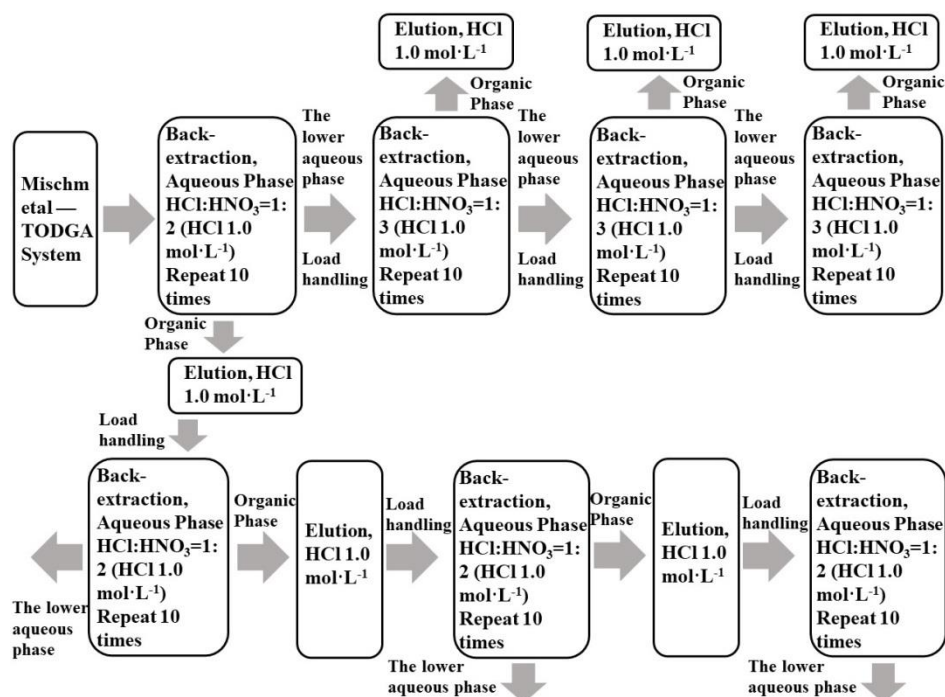 Elution, HCl
1.0 mol·L⁻¹
Elution, HCl
1.0 mol·L⁻¹
Elution, HCl
1.0 mol·L⁻¹
Organic
Phase
Organic
Phase
Organic
Phase
Mischm
etal —
TODGA
System
Back-
extraction,
Aqueous Phase
HCl:HNO₃=1:
2 (HCl 1.0
mol·L⁻¹)
Repeat 10
times
The lower
aqueous
phase
Load
handling
Back-
extraction,
Aqueous Phase
HCl:HNO₃=1:
3 (HCl 1.0
mol·L⁻¹)
Repeat 10
times
The lower
aqueous phase
Load
handling
Back-
extraction,
Aqueous Phase
HCl:HNO₃=1:
3 (HCl 1.0
mol·L⁻¹)
Repeat 10
times
The lower
aqueous phase
Load
handling
Back-
extraction,
Aqueous Phase
HCl:HNO₃=1:
3 (HCl 1.0
mol·L⁻¹)
Repeat 10
times
Organic
Phase
Elution, HCl
1.0 mol·L⁻¹
Load
handling
The lower
aqueous
phase
Back-
extraction,
Aqueous Phase
HCl:HNO₃=1:
2 (HCl 1.0
mol·L⁻¹)
Repeat 10
times
Organic
Phase
Elution,
HCl 1.0
mol·L⁻¹
Load
handling
Back-
extraction,
Aqueous Phase
HCl:HNO₃=1:
2 (HCl 1.0
mol·L⁻¹)
Repeat 10
times
Organic
Phase
Elution,
HCl 1.0
mol·L⁻¹
Load
handling
Back-
extraction,
Aqueous Phase
HCl:HNO₃=1:
2 (HCl 1.0
mol·L⁻¹)
Repeat 10
times
The lower
aqueous phase
The lower
aqueous phase